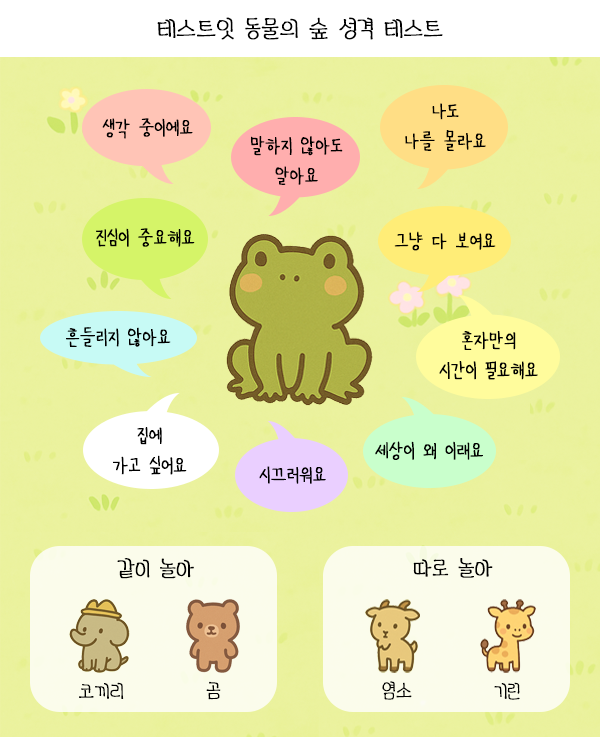 테스트잇 동물의 숲 성격 테스트
생각 중이에요
말하지 않아도
알아요
나도
나를 몰라요
진심이 중요해요
그냥 다 보여요
흔들리지 않아요
혼자만의
시간이 필요해요
집에
가고 싶어요
시끄러워요
세상이 왜 이래요
같이 놀아
따로 놀아
코끼리
곰
염소
기린